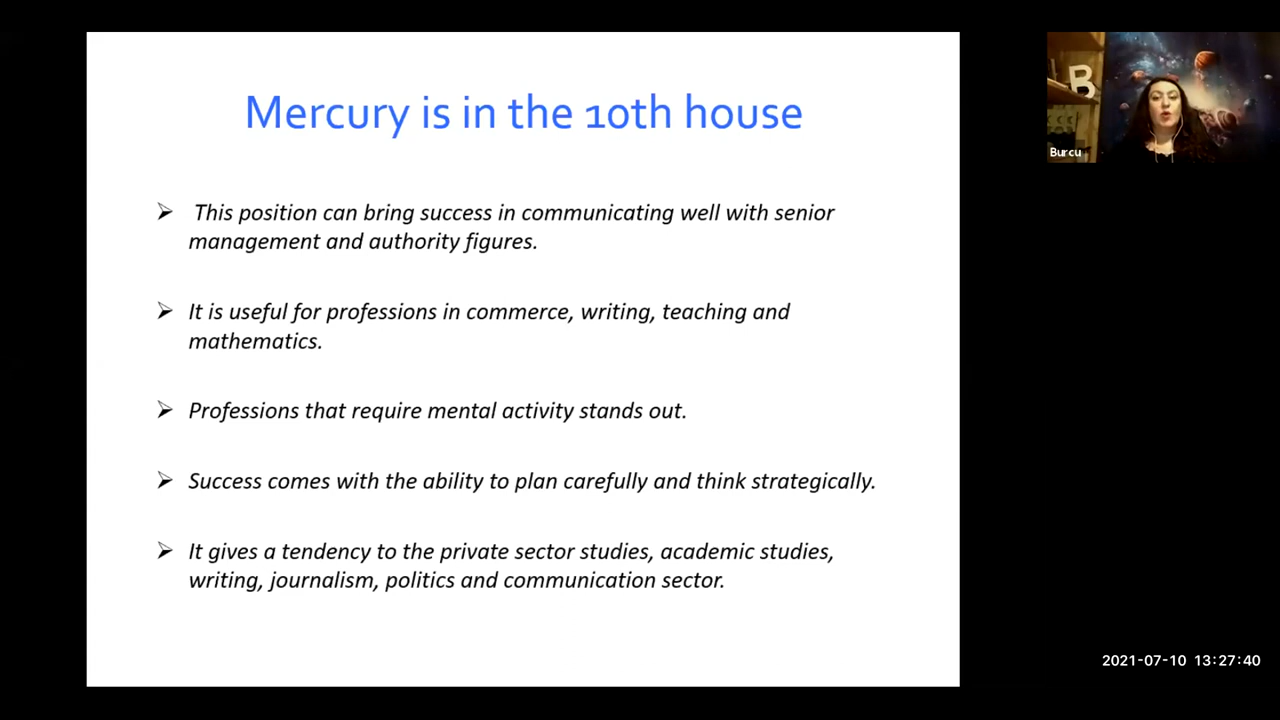 Mercury is in the 10th house
➢ This position can bring success in communicating well with senior
management and authority figures.
➢ It is useful for professions in commerce, writing, teaching and
mathematics.
➢ Professions that require mental activity stands out.
➢ Success comes with the ability to plan carefully and think strategically.
➢ It gives a tendency to the private sector studies, academic studies,
writing, journalism, politics and communication sector.
B
Burcu
2021-07-10 13:27:40